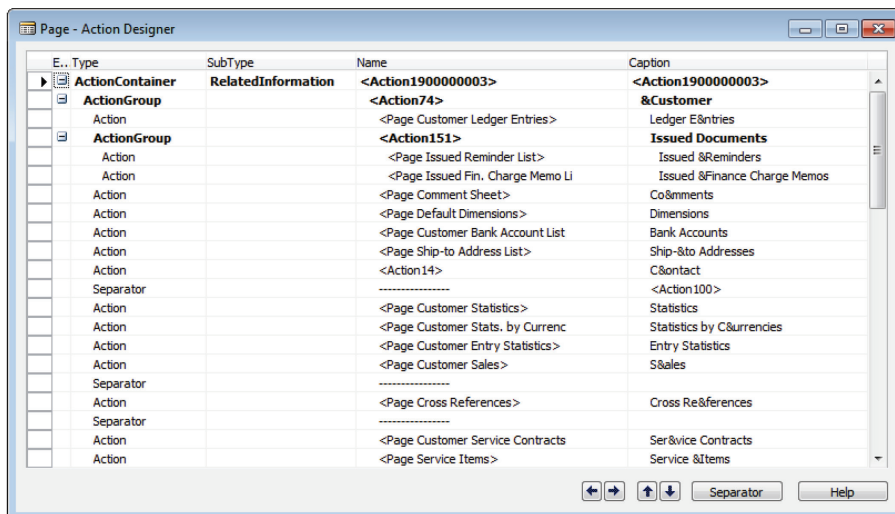 Page - Action Designer
E.. Type SubType Name Caption
ActionContainer RelatedInformation <Action1900000003> <Action1900000003>
ActionGroup <Action74> &Customer
Action <Page Customer Ledger Entries> Ledger E&ntries
ActionGroup <Action151> Issued Documents
Action <Page Issued Reminder List> Issued &Reminders
Action <Page Issued Fin. Charge Memo Li Issued &Finance Charge Memos
Action <Page Comment Sheet> Co&mments
Action <Page Default Dimensions> Dimensions
Action <Page Customer Bank Account List Bank Accounts
Action <Page Ship-to Address List> Ship-&to Addresses
Action <Action14> C&ontact
Separator ---------------- <Action100>
Action <Page Customer Statistics> Statistics
Action <Page Customer Stats. by Currenc Statistics by C&urrencies
Action <Page Customer Entry Statistics> Entry Statistics
Action <Page Customer Sales> S&ales
Separator ----------------
Action <Page Cross References> Cross Re&ferences
Separator ----------------
Action <Page Customer Service Contracts Ser&vice Contracts
Action <Page Service Items> Service &Items
Separator Help